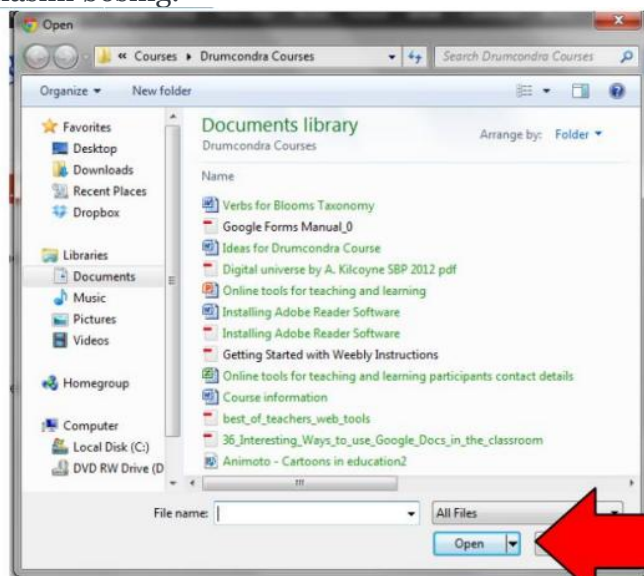 bosing.
Open
« Courses ▸ Drumcondra Courses
Search Drumcondra Courses
Organize New folder
Favorites
Desktop
Downloads
Recent Places
Dropbox
Libraries
Documents
Music
Pictures
Videos
Homegroup
Computer
Local Disk (C:)
DVD RW Drive (D
Documents library
Drumcondra Courses
Arrange by: Folder
Name
Verbs for Blooms Taxonomy
Google Forms Manual_0
Ideas for Drumcondra Course
Digital universe by A. Kilcoyne SBP 2012 pdf
Online tools for teaching and learning
Installing Adobe Reader Software
Installing Adobe Reader Software
Getting Started with Weebly Instructions
Online tools for teaching and learning participants contact details
Course information
best_of_teachers_web_tools
36_Interesting_Ways_to_use_Google_Docs_in_the_classroom
Animoto - Cartoons in education2
File name:
All Files
Open